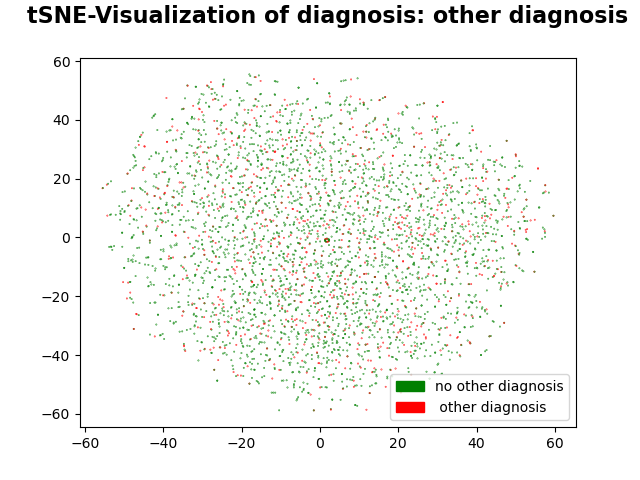 tSNE-Visualization of diagnosis: other diagnosis
60
40
20
0
−20
−40
−60
−60 −40 −20 0 20 40 60
no other diagnosis
other diagnosis